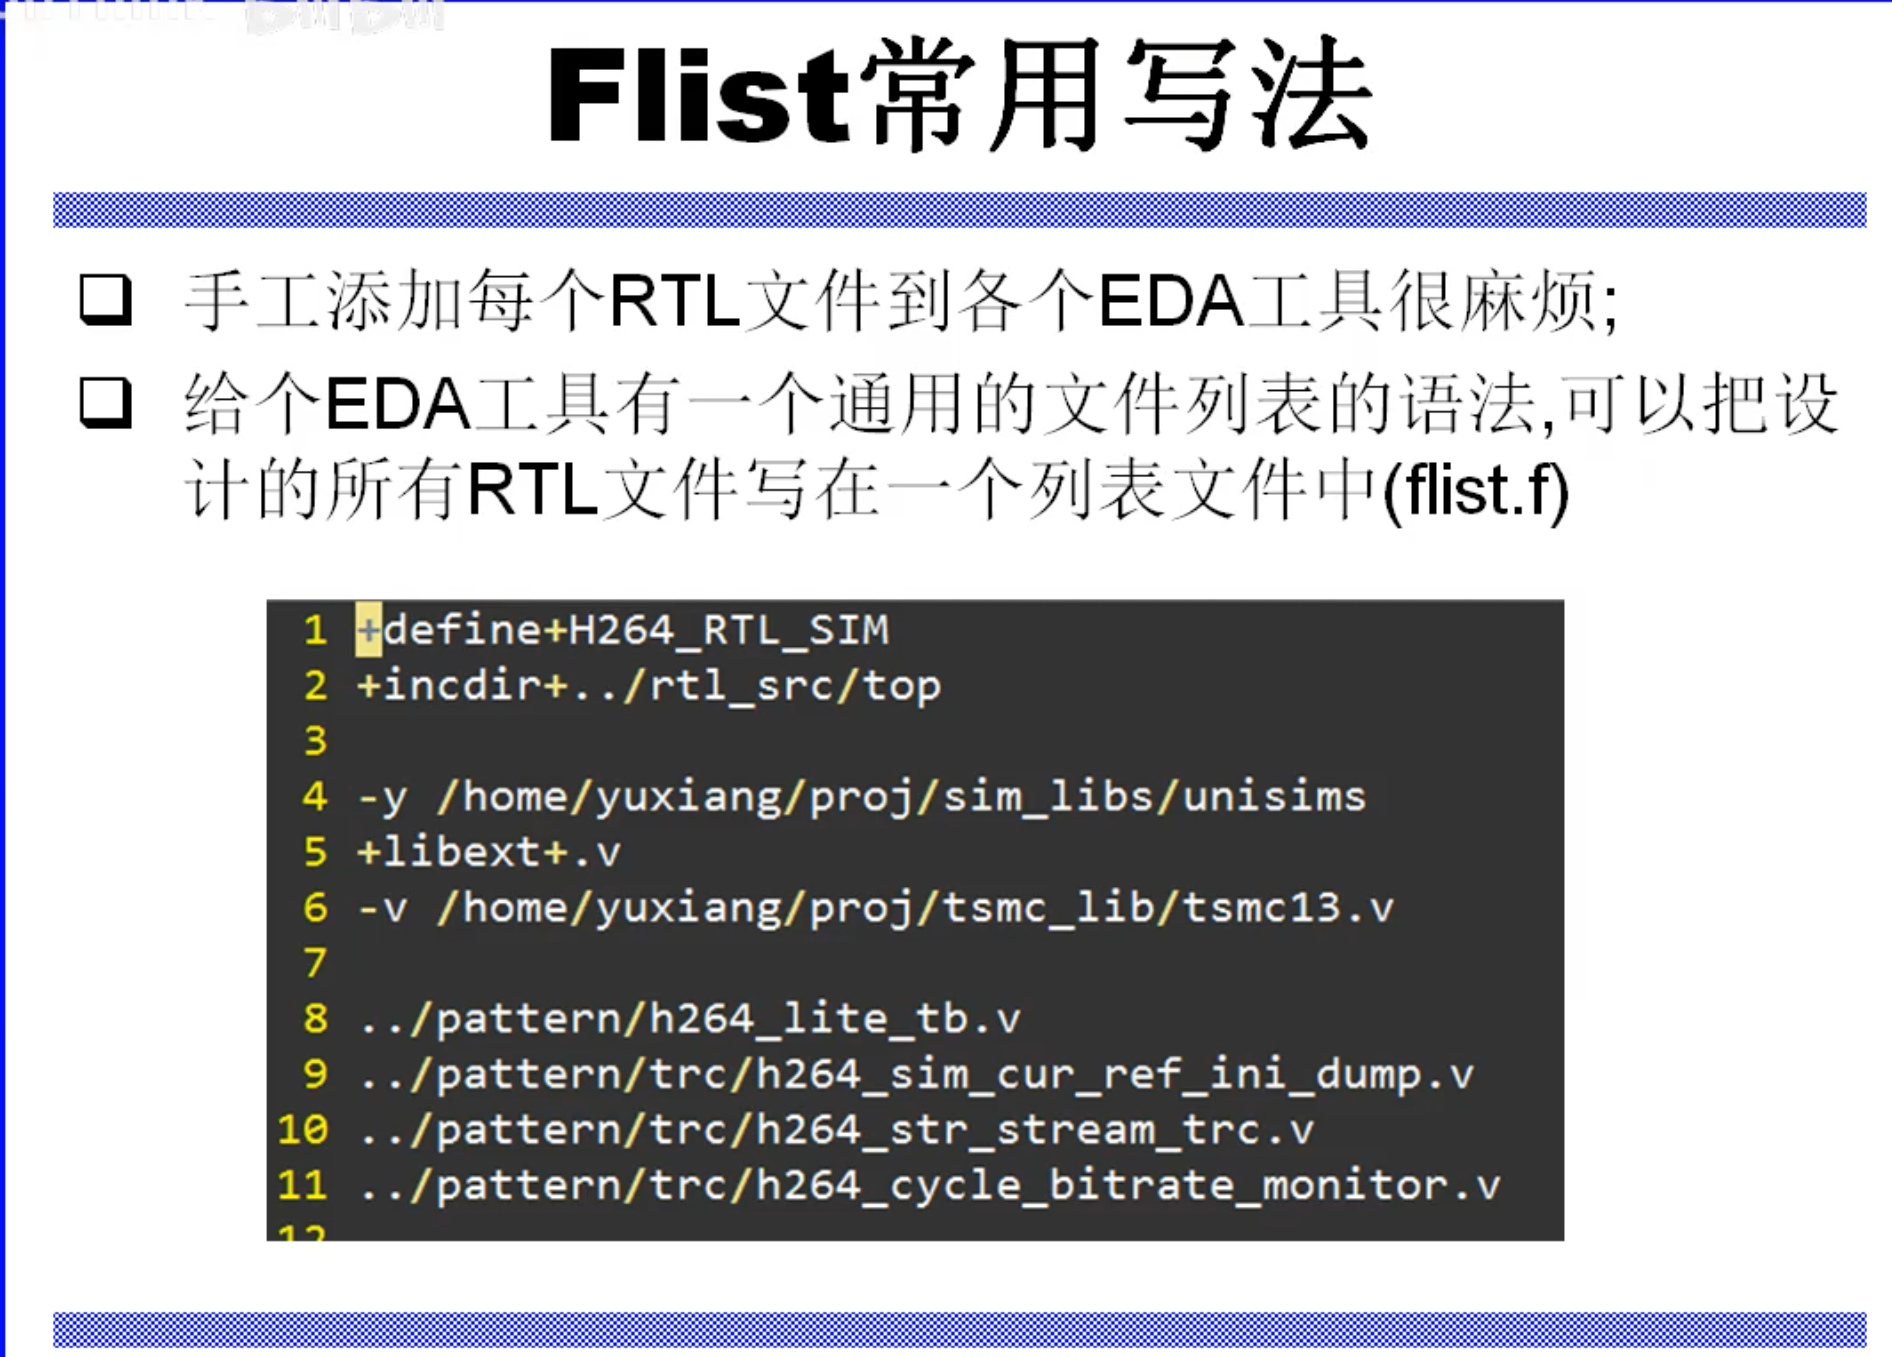 Flist常用写法
手工添加每个RTL文件到各个EDA工具很麻烦;
给个EDA工具有一个通用的文件列表的语法,可以把设
计的所有RTL文件写在一个列表文件中(flist.f)
1 +define+H264_RTL_SIM
2 +incdir+../rtl_src/top
3
4 -y /home/yuxiang/proj/sim_libs/unisims
5 +libext+.v
6 -v /home/yuxiang/proj/tsmc_lib/tsmc13.v
7
8 ../pattern/h264_lite_tb.v
9 ../pattern/trc/h264_sim_cur_ref_ini_dump.v
10 ../pattern/trc/h264_str_stream_trc.v
11 ../pattern/trc/h264_cycle_bitrate_monitor.v
12